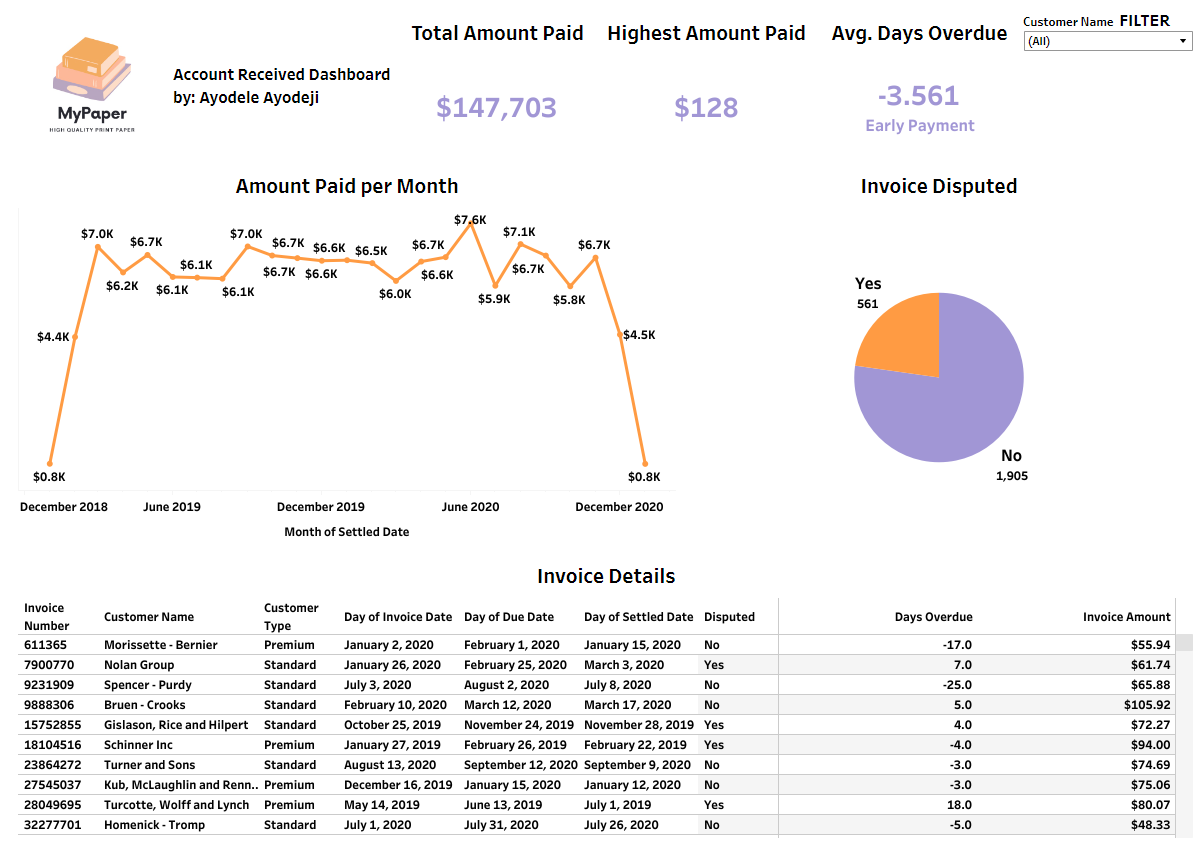 Total Amount Paid
Highest Amount Paid
Avg. Days Overdue
Customer Name FILTER
(All)
MyPaper
HIGH QUALITY PRINT PAPER
Account Received Dashboard
by: Ayodele Ayodeji
$147,703
$128
-3.561
Early Payment
Amount Paid per Month
$0.8K
$4.4K
$7.0K
$6.2K
$6.7K
$6.1K
$6.1K
$6.1K
$7.0K
$6.7K
$6.7K
$6.6K
$6.6K
$6.5K
$6.0K
$6.7K
$6.6K
$7.6K
$5.9K
$7.1K
$6.7K
$5.8K
$6.7K
$4.5K
$0.8K
December 2018 June 2019 December 2019 June 2020 December 2020
Month of Settled Date
Invoice Disputed
Yes
561
No
1,905
Invoice Details
Invoice Number Customer Name Customer Type Day of Invoice Date Day of Due Date Day of Settled Date Disputed Days Overdue Invoice Amount
611365 Morissette - Bernier Premium January 2, 2020 February 1, 2020 January 15, 2020 No -17.0 $55.94
7900770 Nolan Group Standard January 26, 2020 February 25, 2020 March 3, 2020 Yes 7.0 $61.74
9231909 Spencer - Purdy Standard July 3, 2020 August 2, 2020 July 8, 2020 No -25.0 $65.88
9888306 Bruen - Crooks Standard February 10, 2020 March 12, 2020 March 17, 2020 No 5.0 $105.92
15752855 Gislason, Rice and Hilpert Standard October 25, 2019 November 24, 2019 November 28, 2019 Yes 4.0 $72.27
18104516 Schinner Inc Premium January 27, 2019 February 26, 2019 February 22, 2019 Yes -4.0 $94.00
23864272 Turner and Sons Standard August 13, 2020 September 12, 2020 September 9, 2020 No -3.0 $74.69
27545037 Kub, McLaughlin and Renn.. Premium December 16, 2019 January 15, 2020 January 12, 2020 No -3.0 $75.06
28049695 Turcotte, Wolff and Lynch Premium May 14, 2019 June 13, 2019 July 1, 2019 Yes 18.0 $80.07
32277701 Homenick - Tromp Standard July 1, 2020 July 31, 2020 July 26, 2020 No -5.0 $48.33